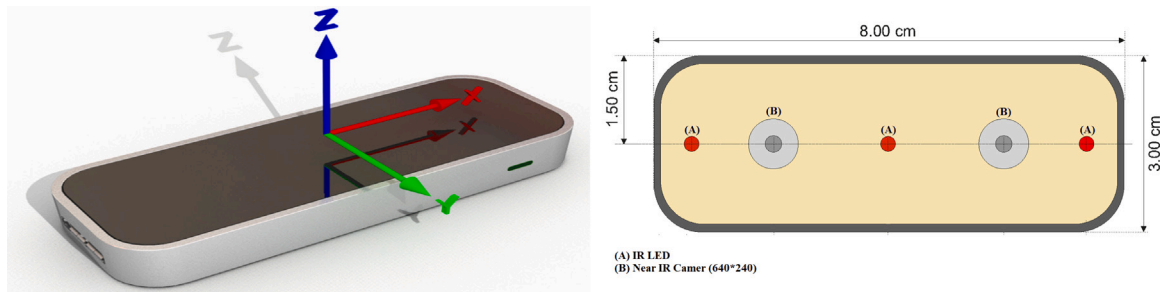 Z
Z
X
X
Y
Y
8.00 cm
1.50 cm
3.00 cm
(B)
(B)
(A)
(A)
(A)
(A) IR LED
(B) Near IR Camer (640*240)